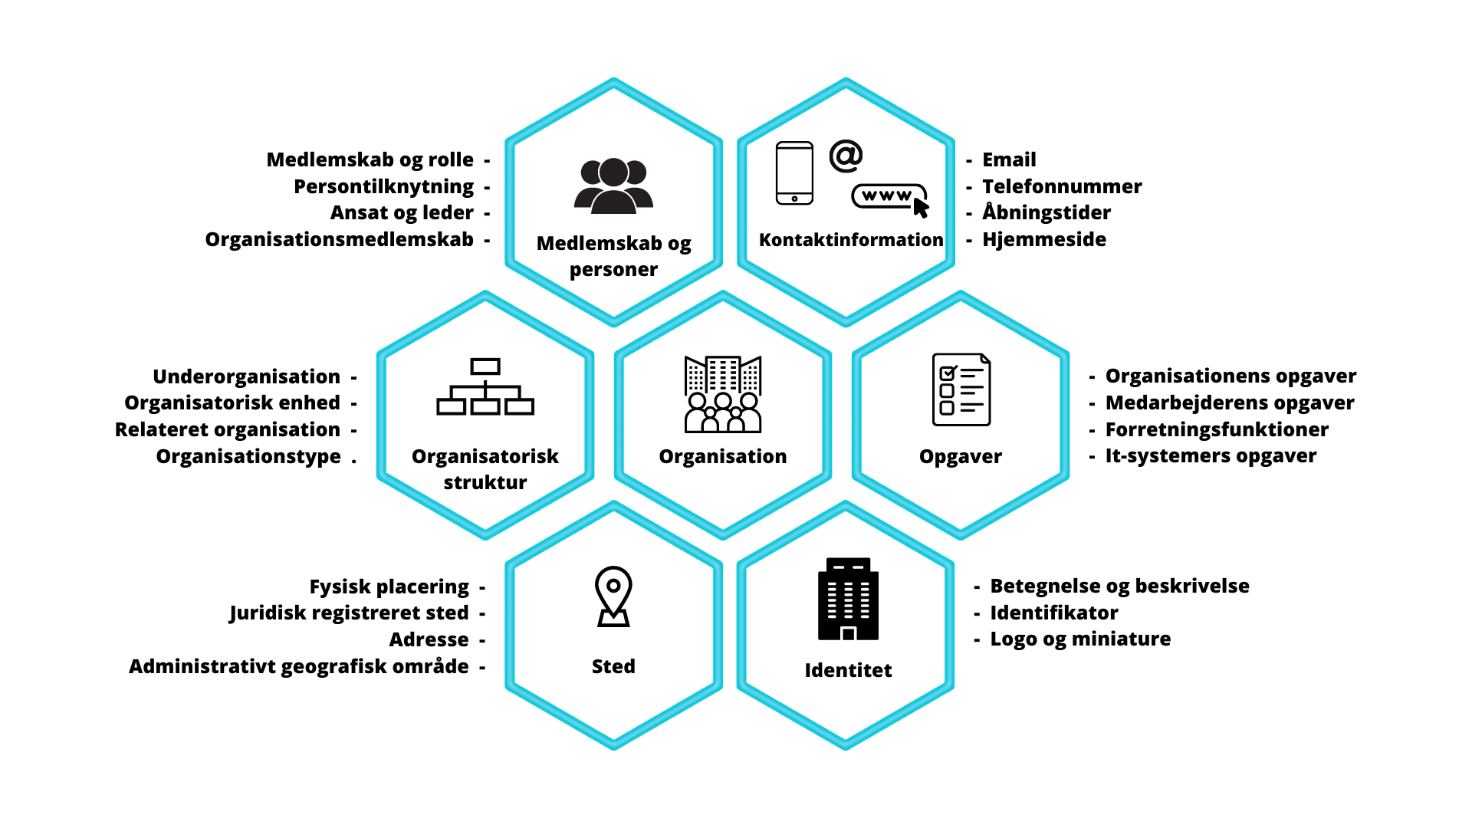 Medlemskab og rolle -
Persontilknytning -
Ansat og leder -
Organisationsmedlemskab -
Medlemskab og
personer
@
www
Kontaktinformation
- Email
- Telefonnummer
- Åbningstider
- Hjemmeside
Underorganisation -
Organisatorisk enhed -
Relateret organisation -
Organisationstype .
Organisatorisk
struktur
Organisation
Opgaver
- Organisationens opgaver
- Medarbejderens opgaver
- Forretningsfunktioner
- It-systemers opgaver
Fysisk placering -
Juridisk registreret sted -
Adresse -
Administrativt geografisk område -
Sted
Identitet
- Betegnelse og beskrivelse
- Identifikator
- Logo og miniature